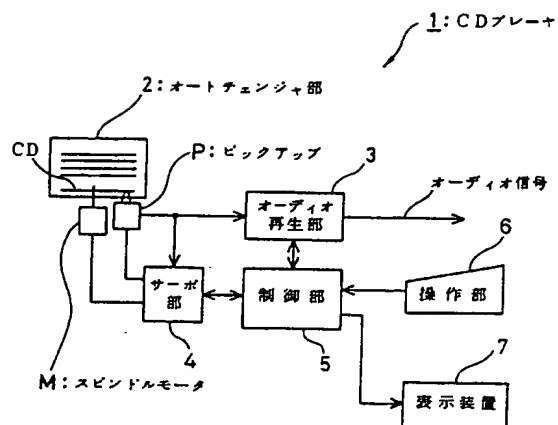 1:CDプレーヤ
2:オートチェンジャ部
CD
P:ピックアップ
3
オーディオ信号
オーディオ
再生部
6
サーボ
部
制御部
操作部
4
5
M:スピンドルモータ
7
表示装置